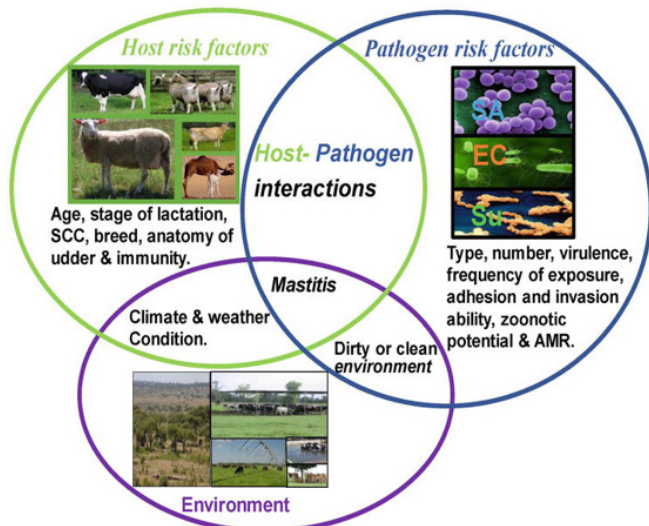 Host risk factors
Pathogen risk factors
SA
EC
Su
Host- Pathogen
interactions
Age, stage of lactation,
SCC, breed, anatomy of
udder & immunity.
Type, number, virulence,
frequency of exposure,
adhesion and invasion
ability, zoonotic
potential & AMR.
Mastitis
Climate & weather
Condition.
Dirty or clean
environment
Environment